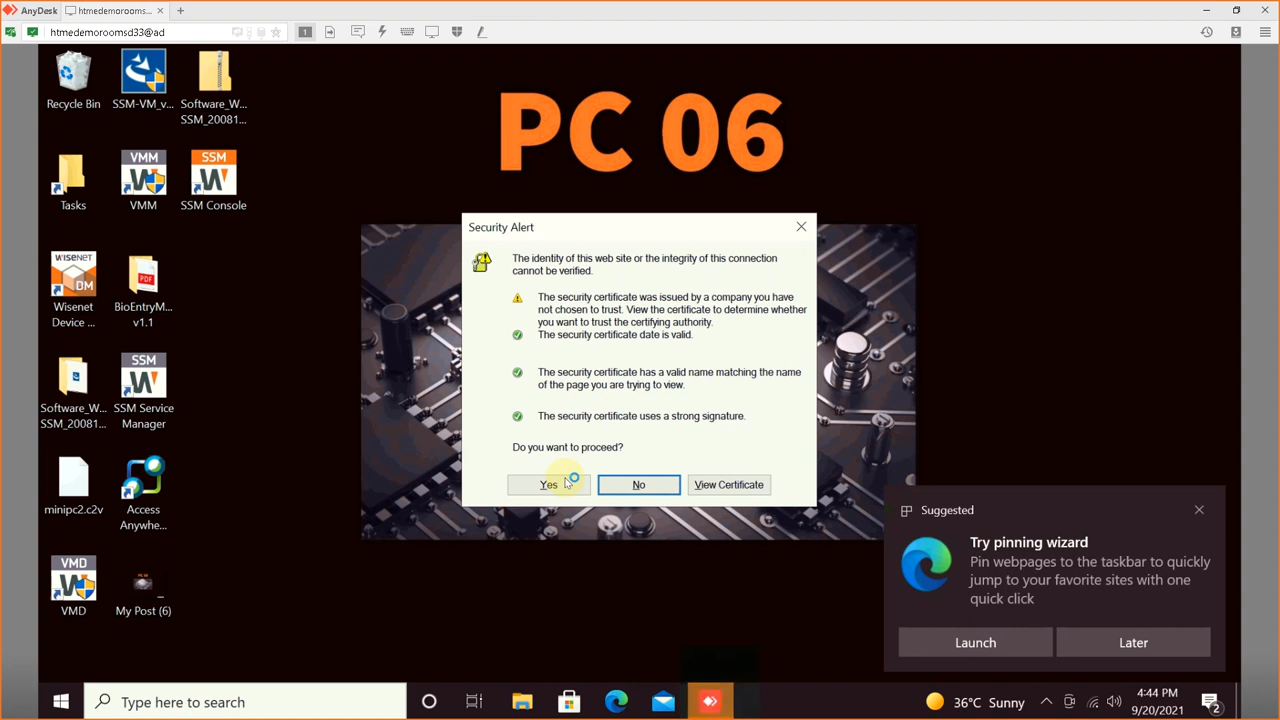 AnyDesk
htmedemoroomsd...
htmedemoroomsd33@ad
1
Recycle Bin
SSM-VM_v...
Software_W...
SSM_20081...
PC 06
Tasks
VMM
VMM
SSM
SSM Console
Security Alert
The identity of this web site or the integrity of this connection
cannot be verified.
The security certificate was issued by a company you have
not chosen to trust. View the certificate to determine whether
you want to trust the certifying authority.
The security certificate date is valid.
The security certificate has a valid name matching the name
of the page you are trying to view.
The security certificate uses a strong signature.
Do you want to proceed?
Yes
No
View Certificate
WISENET
DM
Wisenet
Device ...
PDF
BioEntryM...
v1.1
Software_W...
SSM_20081...
SSM
SSM Service
Manager
minipc2.c2v
Access
Anywhe...
VMD
VMD
My Post (6)
Suggested
Try pinning wizard
Pin webpages to the taskbar to quickly
jump to your favorite sites with one
quick click
Launch
Later
Type here to search
36°C Sunny
4:44 PM
9/20/2021
2